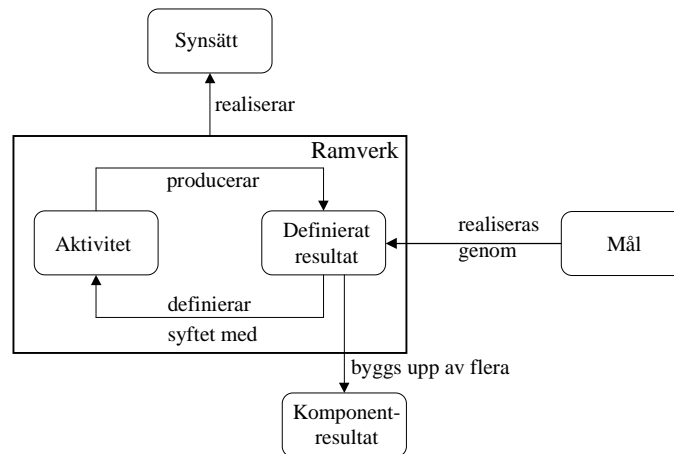 Synsätt
realiserar
Ramverk
producerar
Aktivitet
Definierat
resultat
realiseras
genom
Mål
definierar
syftet med
byggs upp av flera
Komponent-
resultat